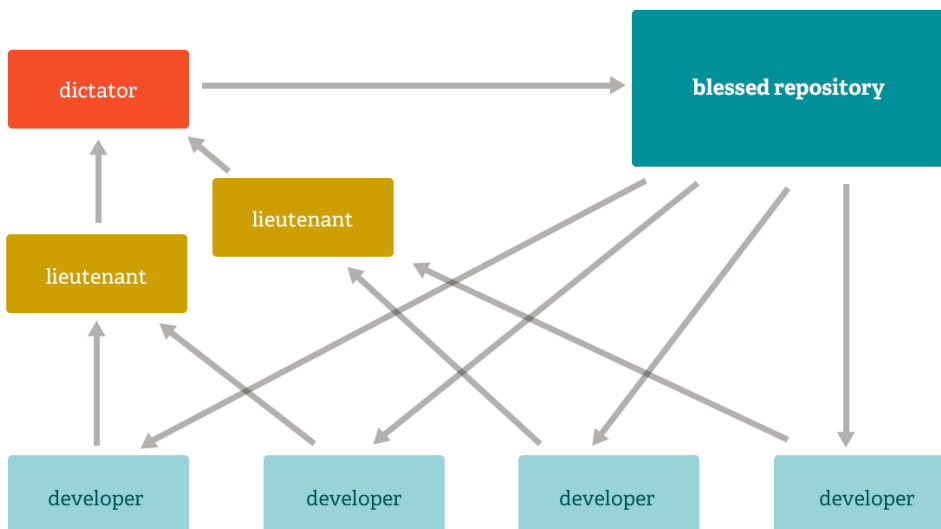 blessed repository
dictator
lieutenant
lieutenant
developer
developer
developer
developer